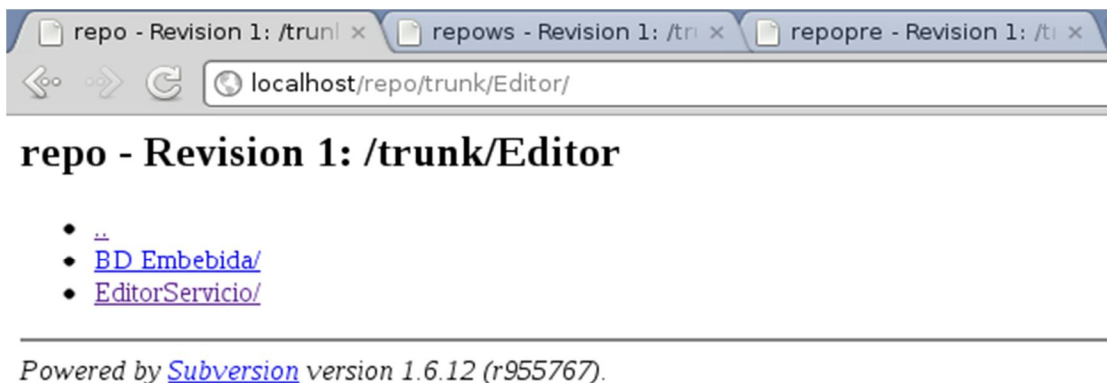 repo - Revision 1: /trunk
repows - Revision 1: /tr
repopre - Revision 1: /t
localhost/repo/trunk/Editor/
repo - Revision 1: /trunk/Editor
..
BD Embebida/
EditorServicio/
Powered by Subversion version 1.6.12 (r955767).